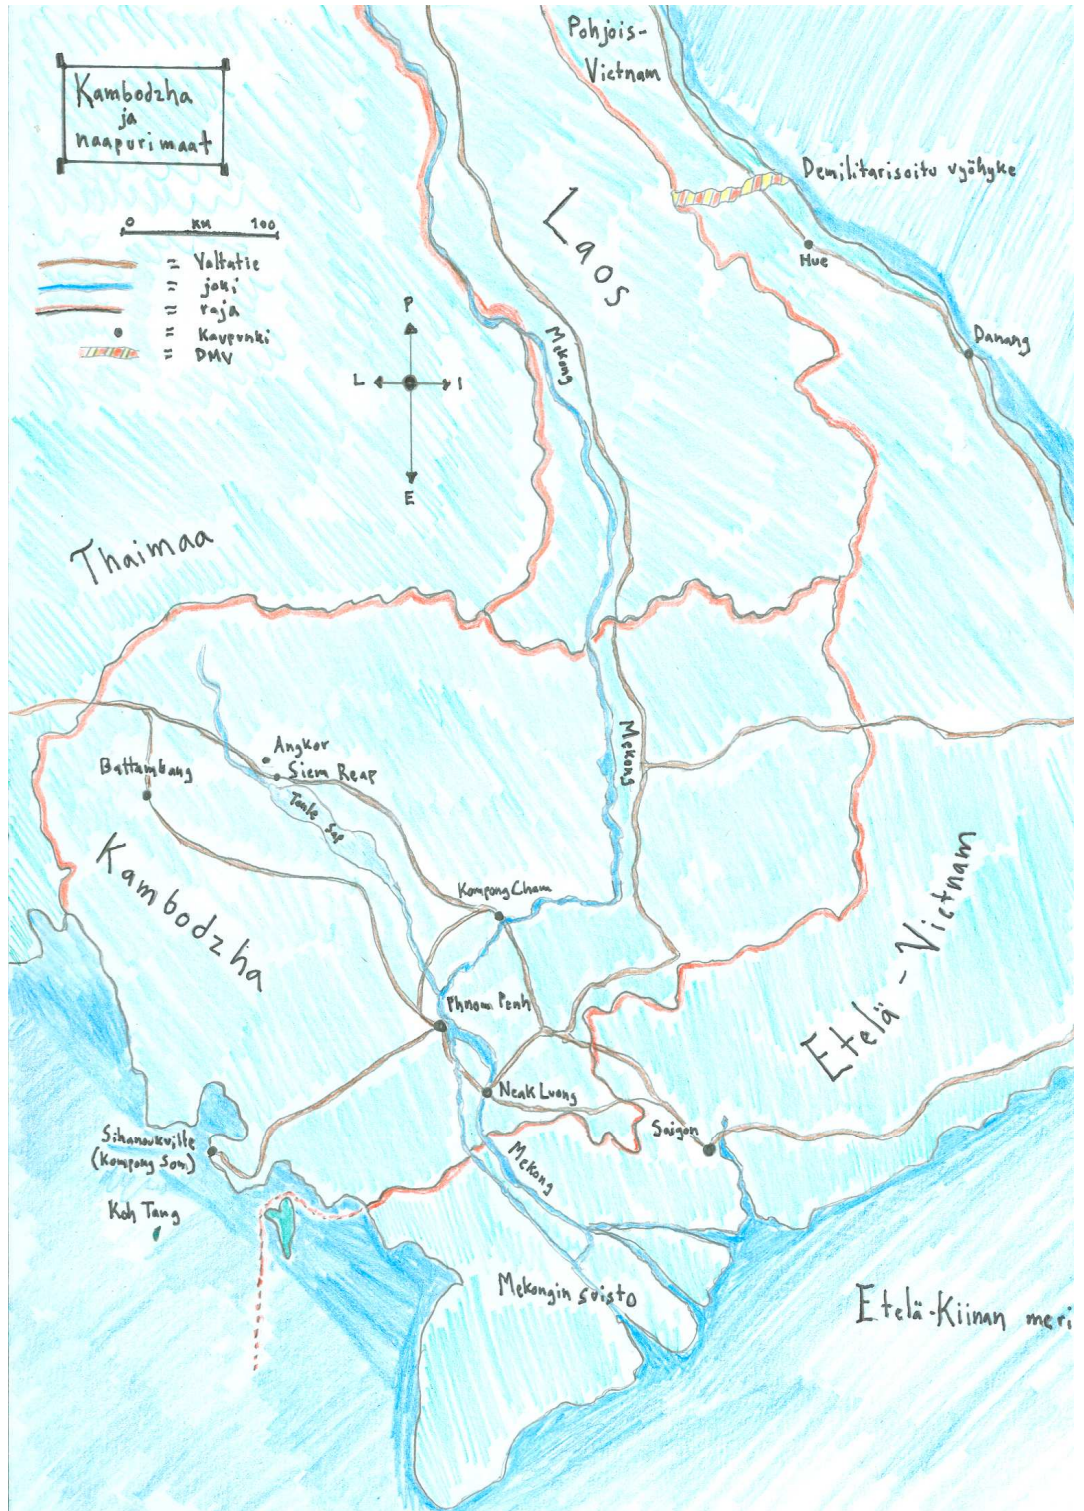 Kambodzha
ja
naapurimaat
0 KM 100
= Valtatie
= joki
= raja
= Kaupunki
= DMV
P
L I
E
Pohjois-
Vietnam
Demilitarisoitu vyöhyke
Laos
Hue
Danang
Mekong
Thaimaa
Mekong
Angkor
Siem Reap
Battambang
Tonle Sap
Kambodzha
Kompong Cham
Etelä-Vietnam
Phnom Penh
Neak Luong
Saigon
Sihanoukville
(Kompong Som)
Mekong
Koh Tang
Mekongin suisto
Etelä-Kiinan meri